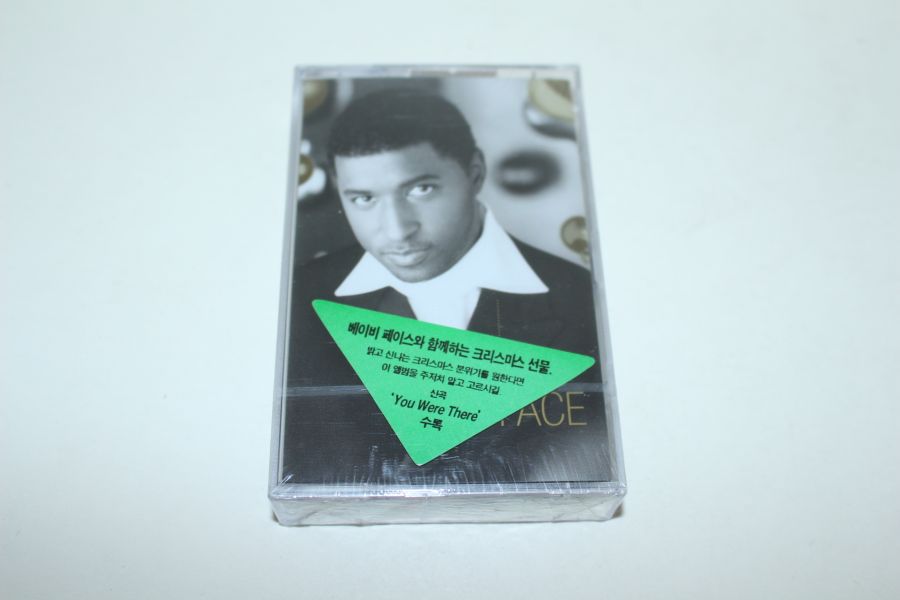 베이비 페이스와 함께하는 크리스마스 선물.
밝고 신나는 크리스마스 분위기를 원한다면
이 앨범을 주저치 말고 고르시길.
신곡
'You Were There'
수록
FACE